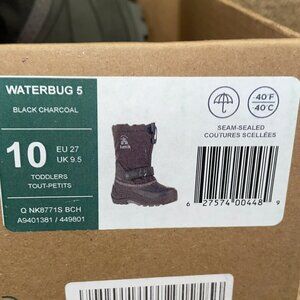 WATERBUG 5
BLACK CHARCOAL
10
EU 27
UK 9.5
TODDLERS
TOUT-PETITS
Q NK8771S BCH
A9401381 / 449801
-40°F
-40°C
SEAM-SEALED
COUTURES SCELLÉES
6 27574 00448 9